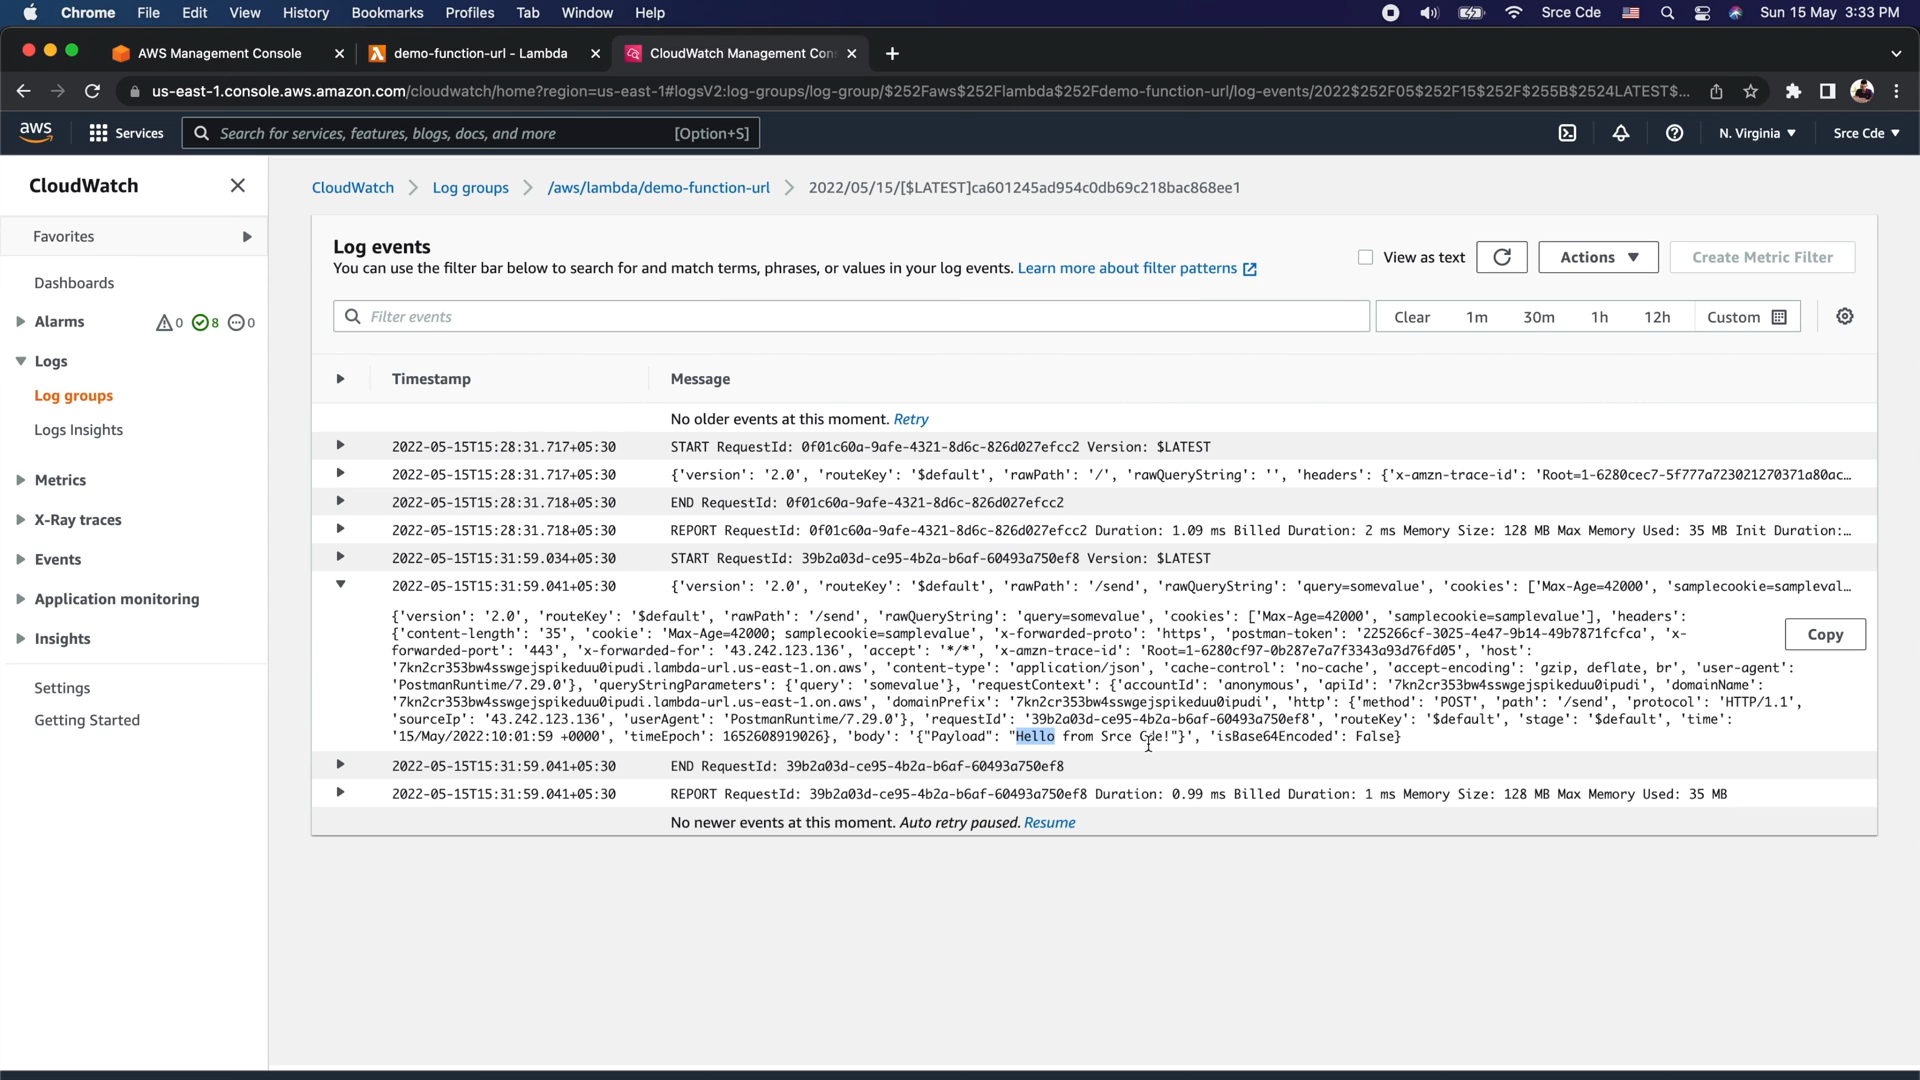 Chrome File Edit View History Bookmarks Profiles Tab Window Help Srce Cde Sun 15 May 3:33 PM
AWS Management Console demo-function-url - Lambda CloudWatch Management Con
us-east-1.console.aws.amazon.com/cloudwatch/home?region=us-east-1#logsV2:log-groups/log-group/$252Faws$252Flambda$252Fdemo-function-url/log-events/2022$252F05$252F15$252F$255B$2524LATEST$...
aws Services Search for services, features, blogs, docs, and more [Option+S] N. Virginia ▼ Srce Cde ▼
CloudWatch
Favorites
Dashboards
Alarms 0 8 0
Logs
Log groups
Logs Insights
Metrics
X-Ray traces
Events
Application monitoring
Insights
Settings
Getting Started
CloudWatch Log groups /aws/lambda/demo-function-url 2022/05/15/[$LATEST]ca601245ad954c0db69c218bac868ee1
Log events
You can use the filter bar below to search for and match terms, phrases, or values in your log events. Learn more about filter patterns
View as text Actions ▼ Create Metric Filter
Filter events Clear 1m 30m 1h 12h Custom
Timestamp Message
No older events at this moment. Retry
2022-05-15T15:28:31.717+05:30 START RequestId: 0f01c60a-9afe-4321-8d6c-826d027efcc2 Version: $LATEST
2022-05-15T15:28:31.717+05:30 {'version': '2.0', 'routeKey': '$default', 'rawPath': '/', 'rawQueryString': '', 'headers': {'x-amzn-trace-id': 'Root=1-6280cec7-5f777a723021270371a80ac...
2022-05-15T15:28:31.718+05:30 END RequestId: 0f01c60a-9afe-4321-8d6c-826d027efcc2
2022-05-15T15:28:31.718+05:30 REPORT RequestId: 0f01c60a-9afe-4321-8d6c-826d027efcc2 Duration: 1.09 ms Billed Duration: 2 ms Memory Size: 128 MB Max Memory Used: 35 MB Init Duration:...
2022-05-15T15:31:59.034+05:30 START RequestId: 39b2a03d-ce95-4b2a-b6af-60493a750ef8 Version: $LATEST
2022-05-15T15:31:59.041+05:30 {'version': '2.0', 'routeKey': '$default', 'rawPath': '/send', 'rawQueryString': 'query=somevalue', 'cookies': ['Max-Age=42000', 'samplecookie=sampleval...
{'version': '2.0', 'routeKey': '$default', 'rawPath': '/send', 'rawQueryString': 'query=somevalue', 'cookies': ['Max-Age=42000', 'samplecookie=samplevalue'], 'headers':
{'content-length': '35', 'cookie': 'Max-Age=42000; samplecookie=samplevalue', 'x-forwarded-proto': 'https', 'postman-token': '225266cf-3025-4e47-9b14-49b7871fcfca', 'x-
forwarded-port': '443', 'x-forwarded-for': '43.242.123.136', 'accept': '*/*', 'x-amzn-trace-id': 'Root=1-6280cf97-0b287e7a7f3343a93d76fd05', 'host':
'7kn2cr353bw4sswgejspikeduu0ipudi.lambda-url.us-east-1.on.aws', 'content-type': 'application/json', 'cache-control': 'no-cache', 'accept-encoding': 'gzip, deflate, br', 'user-agent':
'PostmanRuntime/7.29.0'}, 'queryStringParameters': {'query': 'somevalue'}, 'requestContext': {'accountId': 'anonymous', 'apiId': '7kn2cr353bw4sswgejspikeduu0ipudi', 'domainName':
'7kn2cr353bw4sswgejspikeduu0ipudi.lambda-url.us-east-1.on.aws', 'domainPrefix': '7kn2cr353bw4sswgejspikeduu0ipudi', 'http': {'method': 'POST', 'path': '/send', 'protocol': 'HTTP/1.1',
'sourceIp': '43.242.123.136', 'userAgent': 'PostmanRuntime/7.29.0'}, 'requestId': '39b2a03d-ce95-4b2a-b6af-60493a750ef8', 'routeKey': '$default', 'stage': '$default', 'time':
'15/May/2022:10:01:59 +0000', 'timeEpoch': 1652608919026}, 'body': '{"Payload": "Hello from Srce Cde!"}', 'isBase64Encoded': False}
Copy
2022-05-15T15:31:59.041+05:30 END RequestId: 39b2a03d-ce95-4b2a-b6af-60493a750ef8
2022-05-15T15:31:59.041+05:30 REPORT RequestId: 39b2a03d-ce95-4b2a-b6af-60493a750ef8 Duration: 0.99 ms Billed Duration: 1 ms Memory Size: 128 MB Max Memory Used: 35 MB
No newer events at this moment. Auto retry paused. Resume